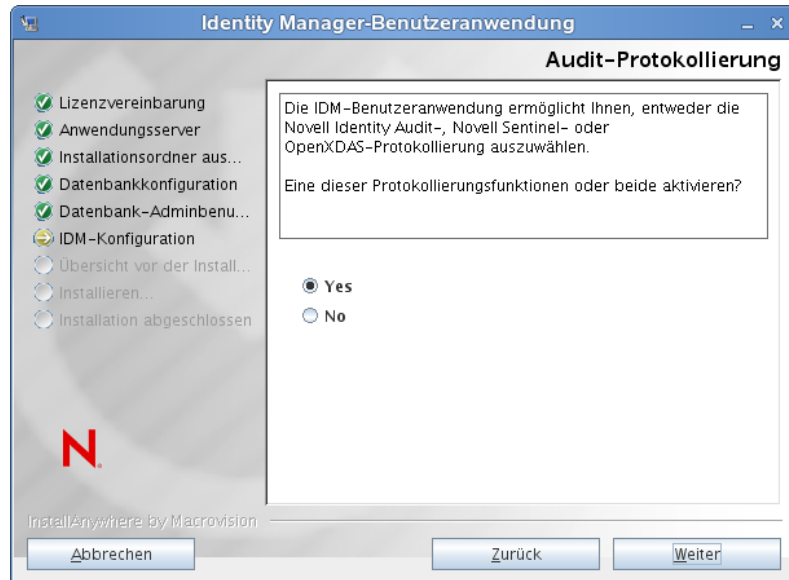 Identity Manager-Benutzeranwendung
Audit-Protokollierung
Lizenzvereinbarung
Anwendungsserver
Installationsordner aus...
Datenbankkonfiguration
Datenbank-Adminbenu...
IDM-Konfiguration
Übersicht vor der Install...
Installieren...
Installation abgeschlossen
Die IDM-Benutzeranwendung ermöglicht Ihnen, entweder die
Novell Identity Audit-, Novell Sentinel- oder
OpenXDAS-Protokollierung auszuwählen.
Eine dieser Protokollierungsfunktionen oder beide aktivieren?
Yes
No
N
InstallAnywhere by Macrovision
Abbrechen
Zurück
Weiter